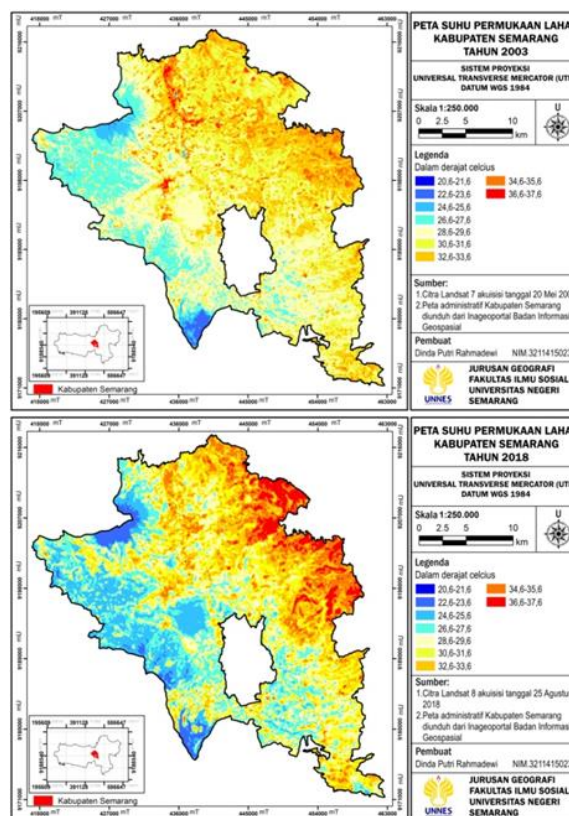 PETA SUHU PERMUKAAN LAHA
KABUPATEN SEMARANG
TAHUN 2003
SISTEM PROYEKSI
UNIVERSAL TRANSVERSE MERCATOR (UTM
DATUM WGS 1984
Skala 1:250.000
U
0 2.5 5 10
km
Legenda
Dalam derajat celcius
20,6-21,6
22,6-23,6
24,6-25,6
26,6-27,6
28,6-29,6
30,6-31,6
32,6-33,6
34,6-35,6
36,6-37,6
Sumber:
1.Citra Landsat 7 akuisisi tanggal 20 Mei 200
2.Peta administratif Kabupaten Semarang
diunduh dari Inageoportal Badan Informasi
Geospasial
Pembuat
Dinda Putri Rahmadewi NIM.3211415023
UNNES
JURUSAN GEOGRAFI
FAKULTAS ILMU SOSIAL
UNIVERSITAS NEGERI
SEMARANG
Kabupaten Semarang
PETA SUHU PERMUKAAN LAHA
KABUPATEN SEMARANG
TAHUN 2018
SISTEM PROYEKSI
UNIVERSAL TRANSVERSE MERCATOR (UTM
DATUM WGS 1984
Skala 1:250.000
U
0 2.5 5 10
km
Legenda
Dalam derajat celcius
20,6-21,6
22,6-23,6
24,6-25,6
26,6-27,6
28,6-29,6
30,6-31,6
32,6-33,6
34,6-35,6
36,6-37,6
Sumber:
1.Citra Landsat 8 akuisisi tanggal 25 Agustus
2018
2.Peta administratif Kabupaten Semarang
diunduh dari Inageoportal Badan Informasi
Geospasial
Pembuat
Dinda Putri Rahmadewi NIM.3211415023
UNNES
JURUSAN GEOGRAFI
FAKULTAS ILMU SOSIAL
UNIVERSITAS NEGERI
SEMARANG
Kabupaten Semarang